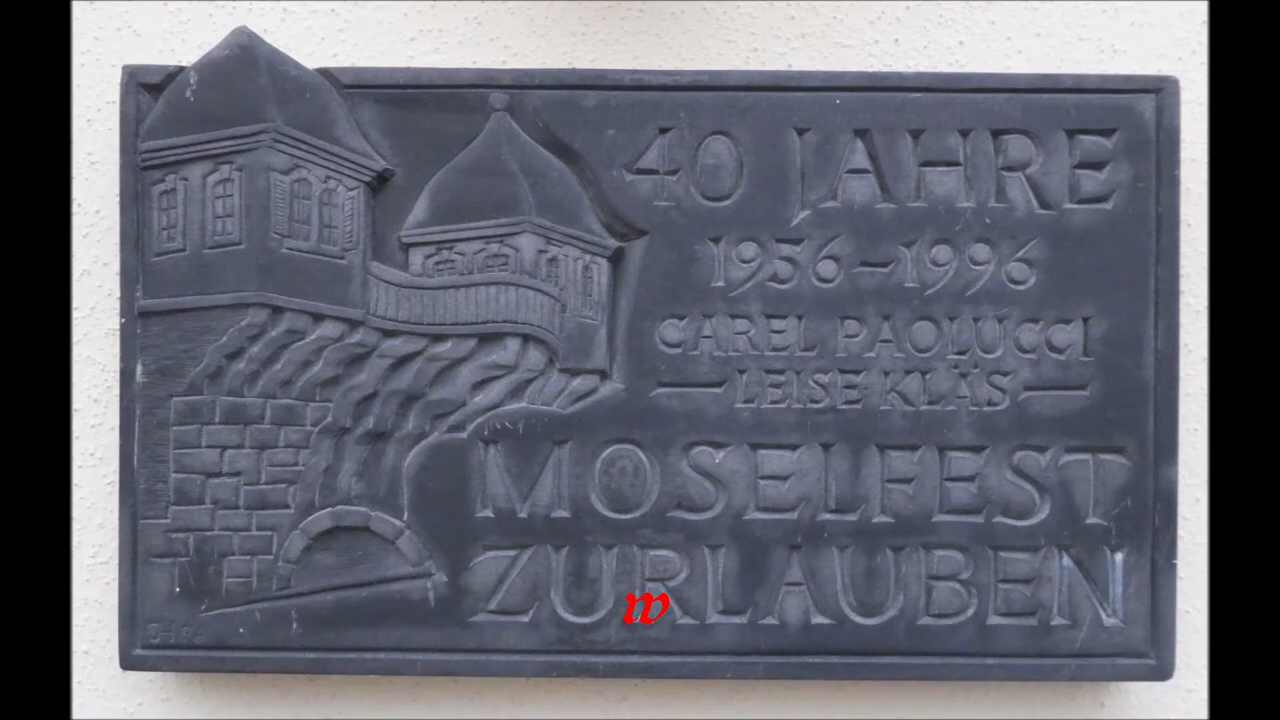 40 JAHRE
1956-1996
CAREL PAOLUCCI
LEISE KLÄS
MOSELFEST
ZURLAUBEN
w